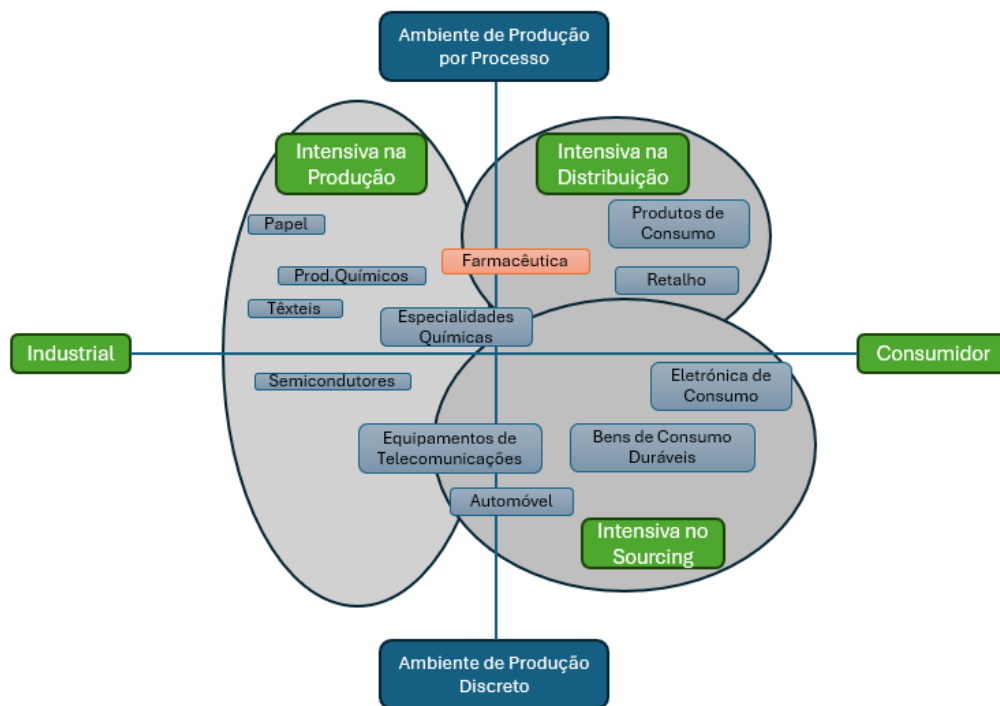 Ambiente de Produção
por Processo
Intensiva na
Produção
Intensiva na
Distribuição
Papel
Produtos de
Consumo
Farmacêutica
Prod.Químicos
Retalho
Têxteis
Especialidades
Químicas
Industrial
Consumidor
Semicondutores
Eletrónica de
Consumo
Equipamentos de
Telecomunicações
Bens de Consumo
Duráveis
Automóvel
Intensiva no
Sourcing
Ambiente de Produção
Discreto